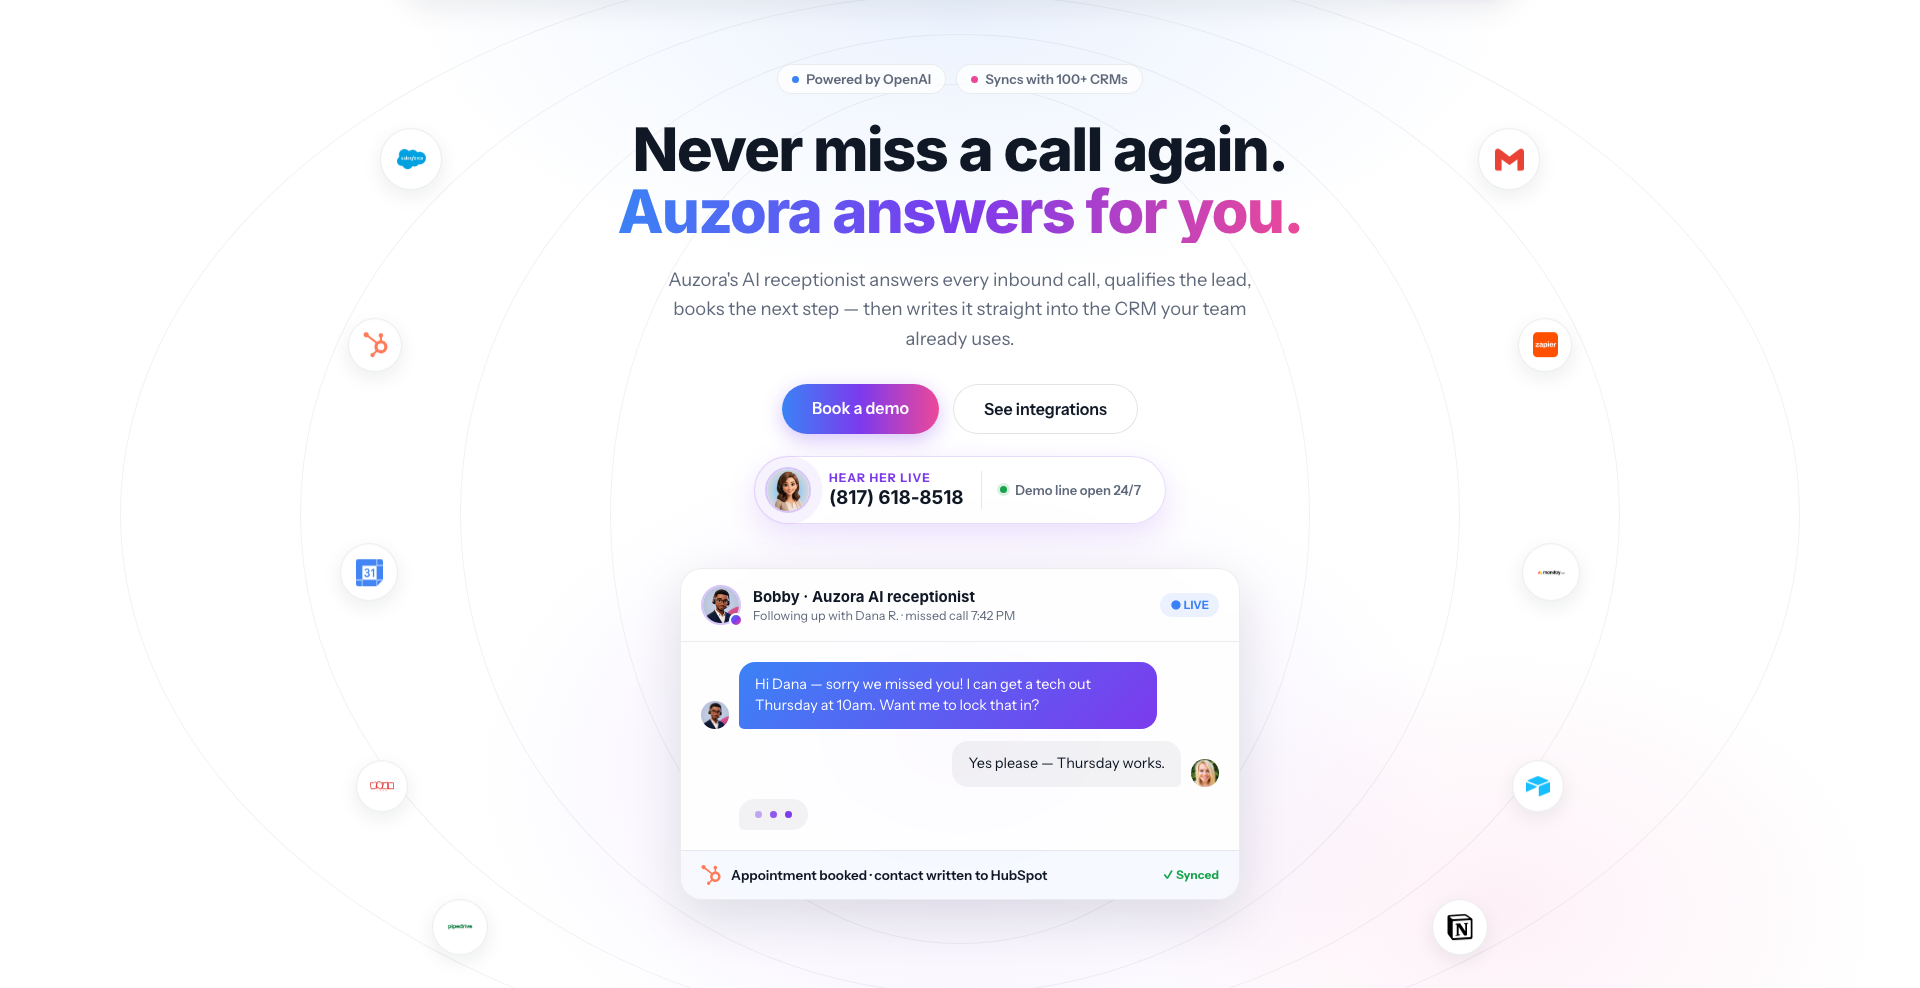 Powered by OpenAI
Syncs with 100+ CRMs
Never miss a call again.
Auzora answers for you.
salesforce
Auzora's AI receptionist answers every inbound call, qualifies the lead,
books the next step — then writes it straight into the CRM your team
already uses.
zapier
Book a demo
See integrations
HEAR HER LIVE
(817) 618-8518
Demo line open 24/7
31
monday
Bobby · Auzora AI receptionist
Following up with Dana R. · missed call 7:42 PM
LIVE
Hi Dana — sorry we missed you! I can get a tech out
Thursday at 10am. Want me to lock that in?
Yes please — Thursday works.
Appointment booked · contact written to HubSpot
✓ Synced
pipedrive
N